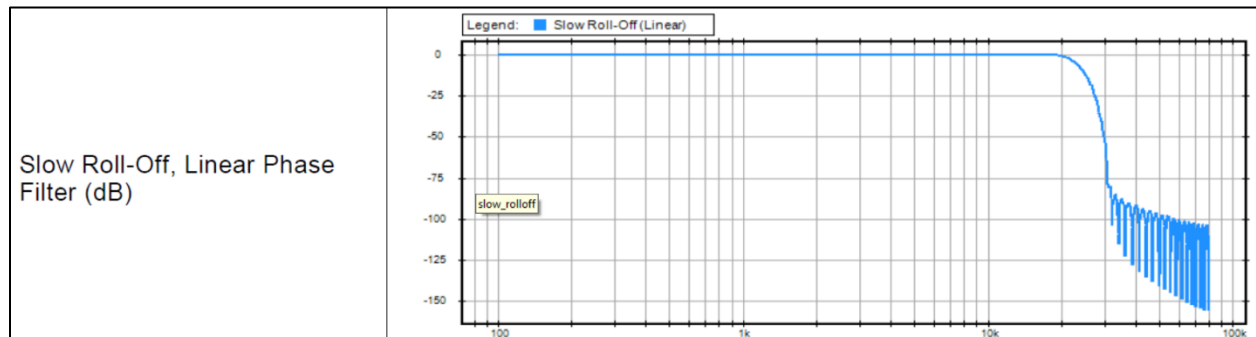 Legend: Slow Roll-Off (Linear)
0
-25
-50
Slow Roll-Off, Linear Phase
Filter (dB)
-75
slow_rolloff
-100
-125
-150
100 1k 10k 100k